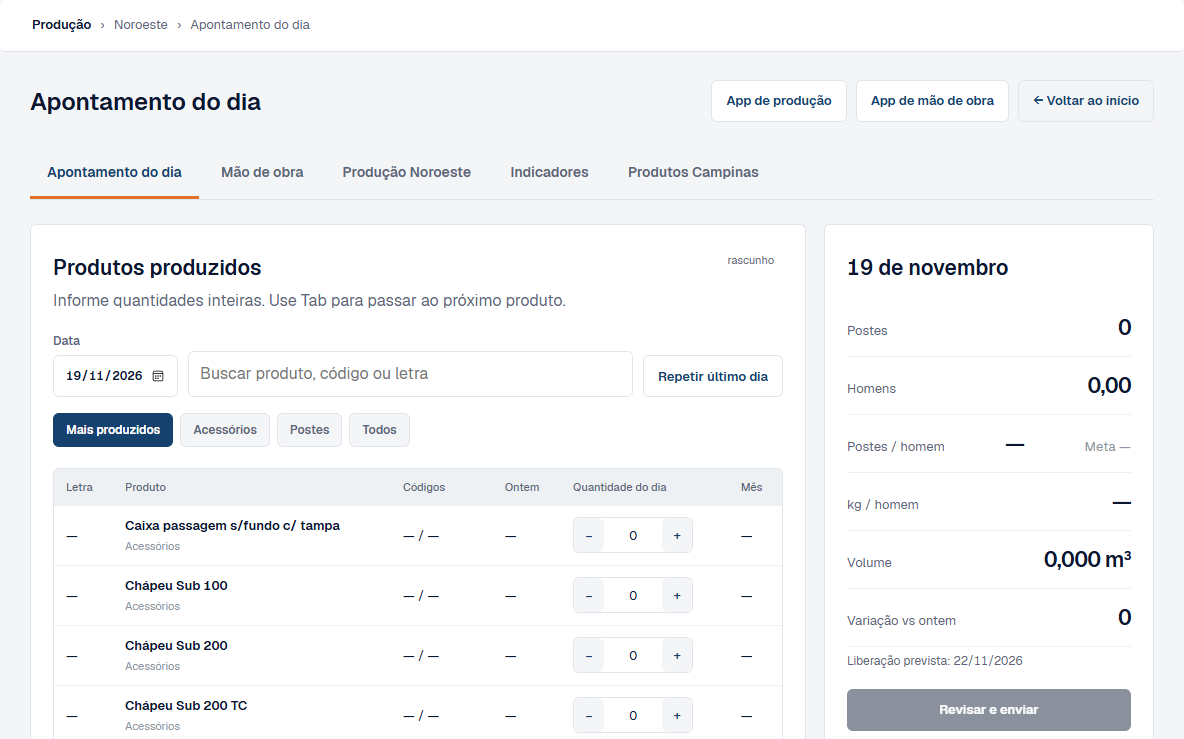 Produção › Noroeste › Apontamento do dia
Apontamento do dia
App de produção
App de mão de obra
← Voltar ao início
Apontamento do dia
Mão de obra
Produção Noroeste
Indicadores
Produtos Campinas
Produtos produzidos
rascunho
Informe quantidades inteiras. Use Tab para passar ao próximo produto.
Data
19/11/2026
Buscar produto, código ou letra
Repetir último dia
Mais produzidos
Acessórios
Postes
Todos
Letra Produto Códigos Ontem Quantidade do dia Mês
— Caixa passagem s/fundo c/ tampa — / — — − 0 + —
Acessórios
— Chápeu Sub 100 — / — — − 0 + —
Acessórios
— Chápeu Sub 200 — / — — − 0 + —
Acessórios
— Chápeu Sub 200 TC — / — — − 0 + —
Acessórios
19 de novembro
Postes 0
Homens 0,00
Postes / homem — Meta —
kg / homem —
Volume 0,000 m³
Variação vs ontem 0
Liberação prevista: 22/11/2026
Revisar e enviar